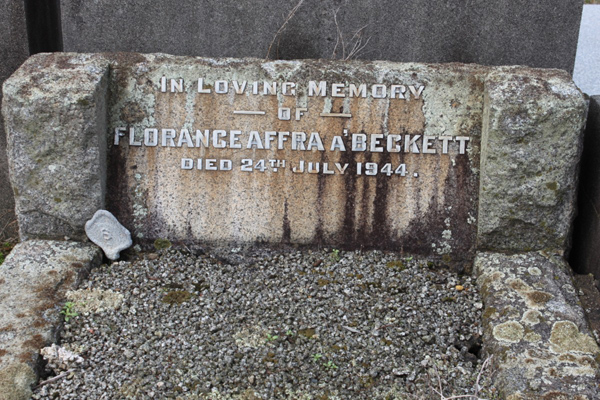 IN LOVING MEMORY
OF
FLORANCE AFFRA A'BECKETT
DIED 24TH JULY 1944.